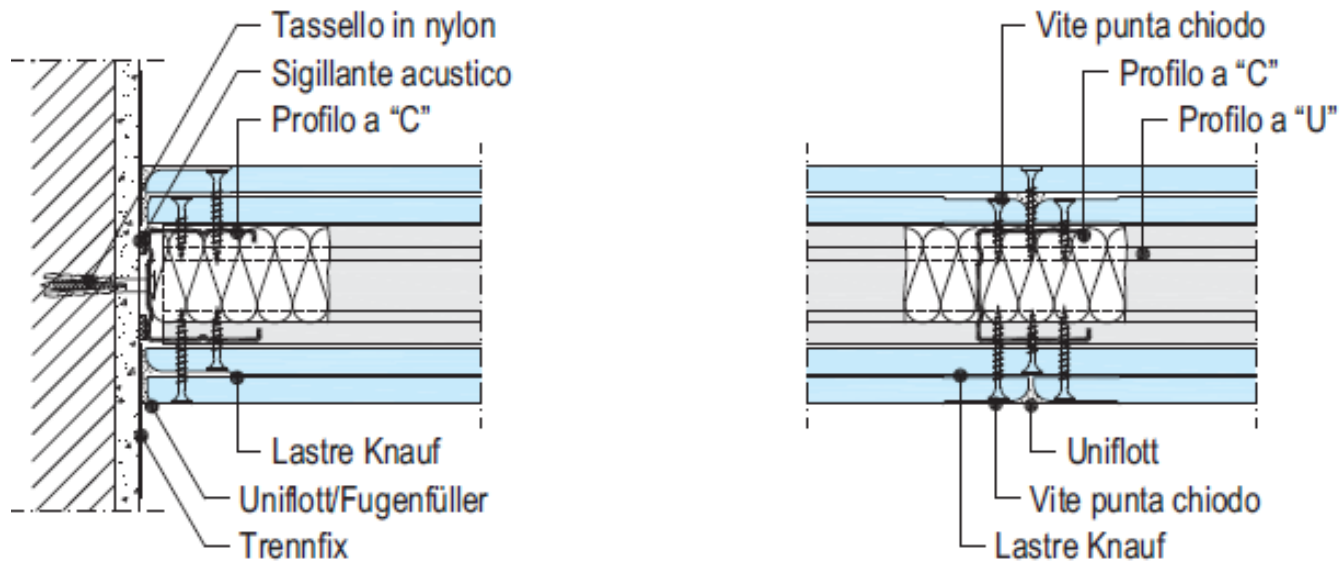 Tassello in nylon
Sigillante acustico
Profilo a “C”
Lastre Knauf
Uniflott/Fugenfüller
Trennfix
Vite punta chiodo
Profilo a “C”
Profilo a “U”
Uniflott
Vite punta chiodo
Lastre Knauf